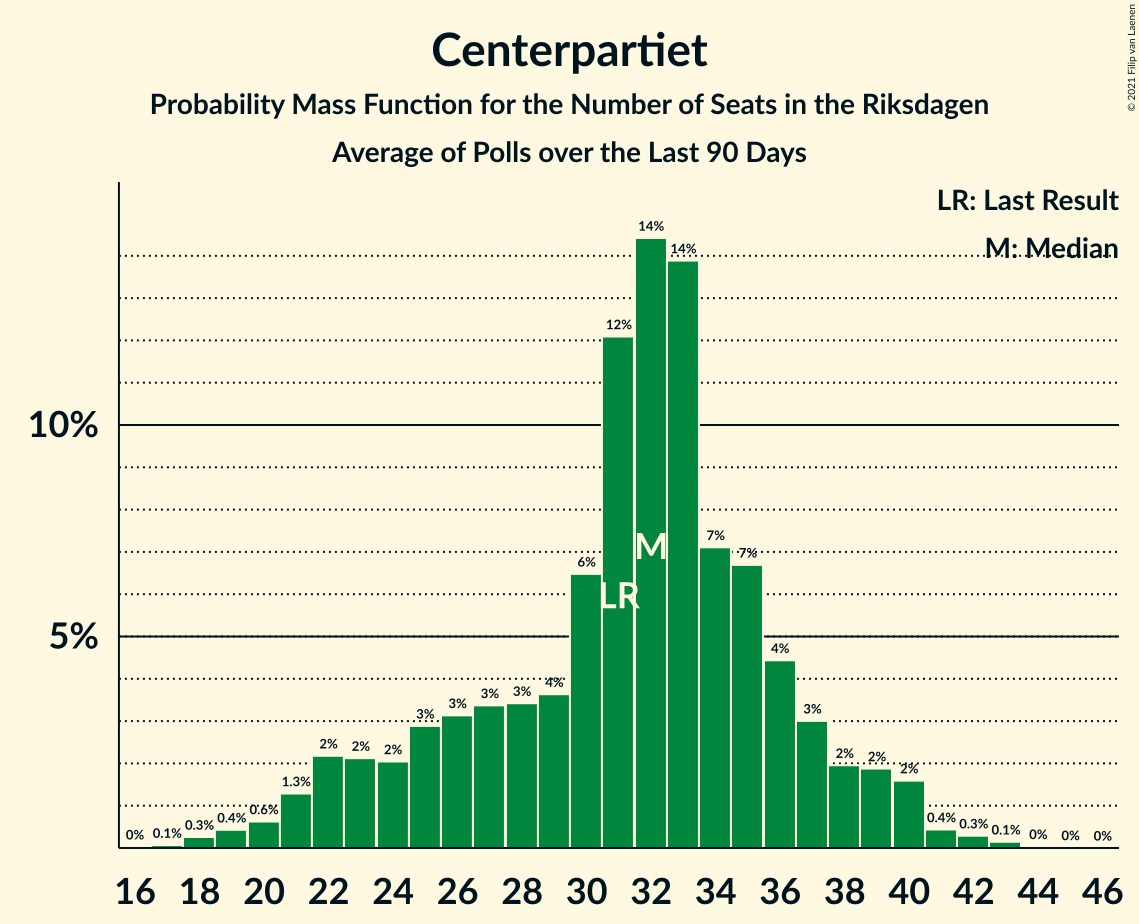 Centerpartiet
Probability Mass Function for the Number of Seats in the Riksdagen
Average of Polls over the Last 90 Days
© 2021 Filip van Laenen
LR: Last Result
M: Median
10%
5%
0% 0.1% 0.3% 0.4% 0.6% 1.3% 2% 2% 2% 3% 3% 3% 3% 4% 6% 12% 14% 14% 7% 7% 4% 3% 2% 2% 2% 0.4% 0.3% 0.1% 0% 0% 0%
M
LR
16 18 20 22 24 26 28 30 32 34 36 38 40 42 44 46